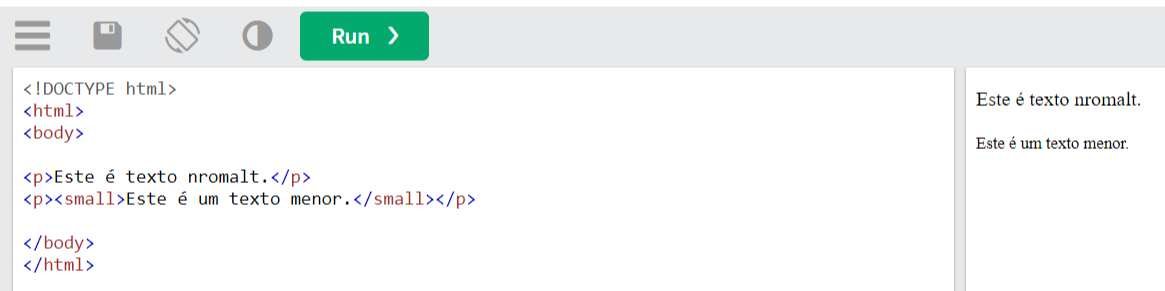 Run ❯
<!DOCTYPE html>
<html>
<body>
<p>Este é texto nromalt.</p>
<p><small>Este é um texto menor.</small></p>
</body>
</html>
Este é texto nromalt.
Este é um texto menor.